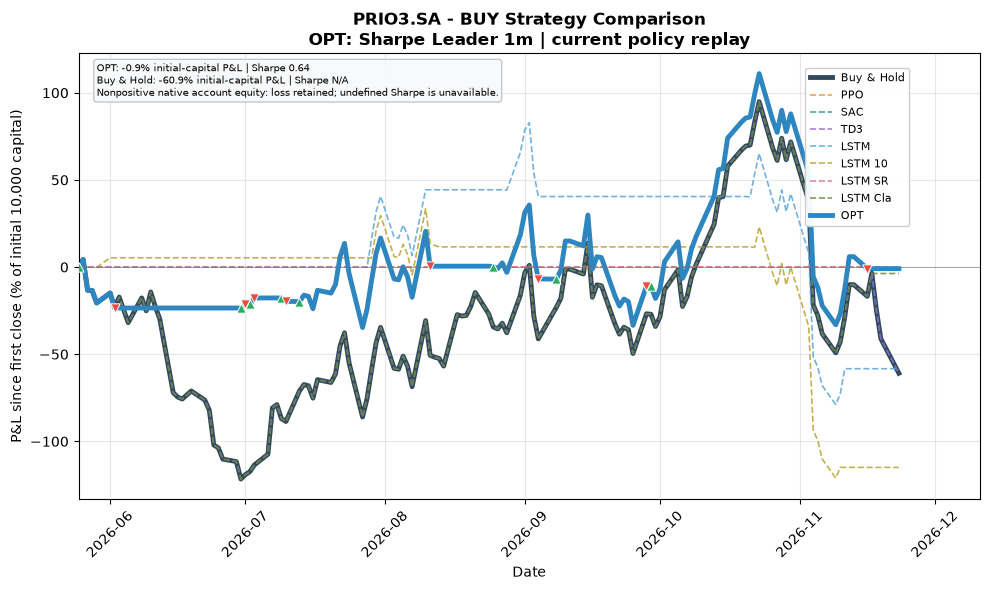 PRIO3.SA - BUY Strategy Comparison
OPT: Sharpe Leader 1m | current policy replay
OPT: -0.9% initial-capital P&L | Sharpe 0.64
Buy & Hold: -60.9% initial-capital P&L | Sharpe N/A
Nonpositive native account equity: loss retained; undefined Sharpe is unavailable.
Buy & Hold
PPO
SAC
TD3
LSTM
LSTM 10
LSTM SR
LSTM Cla
OPT
P&L since first close (% of initial 10,000 capital)
100
50
0
−50
−100
2026-06
2026-07
2026-08
2026-09
2026-10
2026-11
2026-12
Date